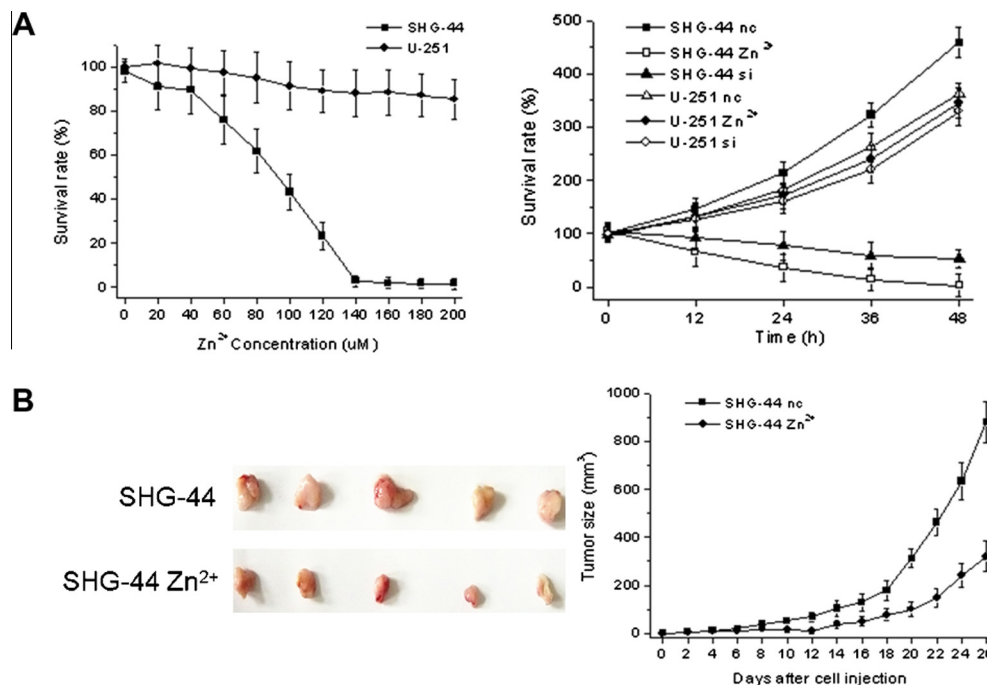 A
SHG-44
U-251
Survival rate (%)
100
80
60
40
20
0
0 20 40 60 80 100 120 140 160 180 200
Zn2+ Concentration (uM)
SHG-44 nc
SHG-44 Zn2+
SHG-44 si
U-251 nc
U-251 Zn2+
U-251 si
Survival rate (%)
500
400
300
200
100
0
0 12 24 36 48
Time (h)
B
SHG-44
SHG-44 Zn2+
SHG-44 nc
SHG-44 Zn2+
Tumor size (mm3)
1000
800
600
400
200
0
0 2 4 6 8 10 12 14 16 18 20 22 24 26
Days after cell injection